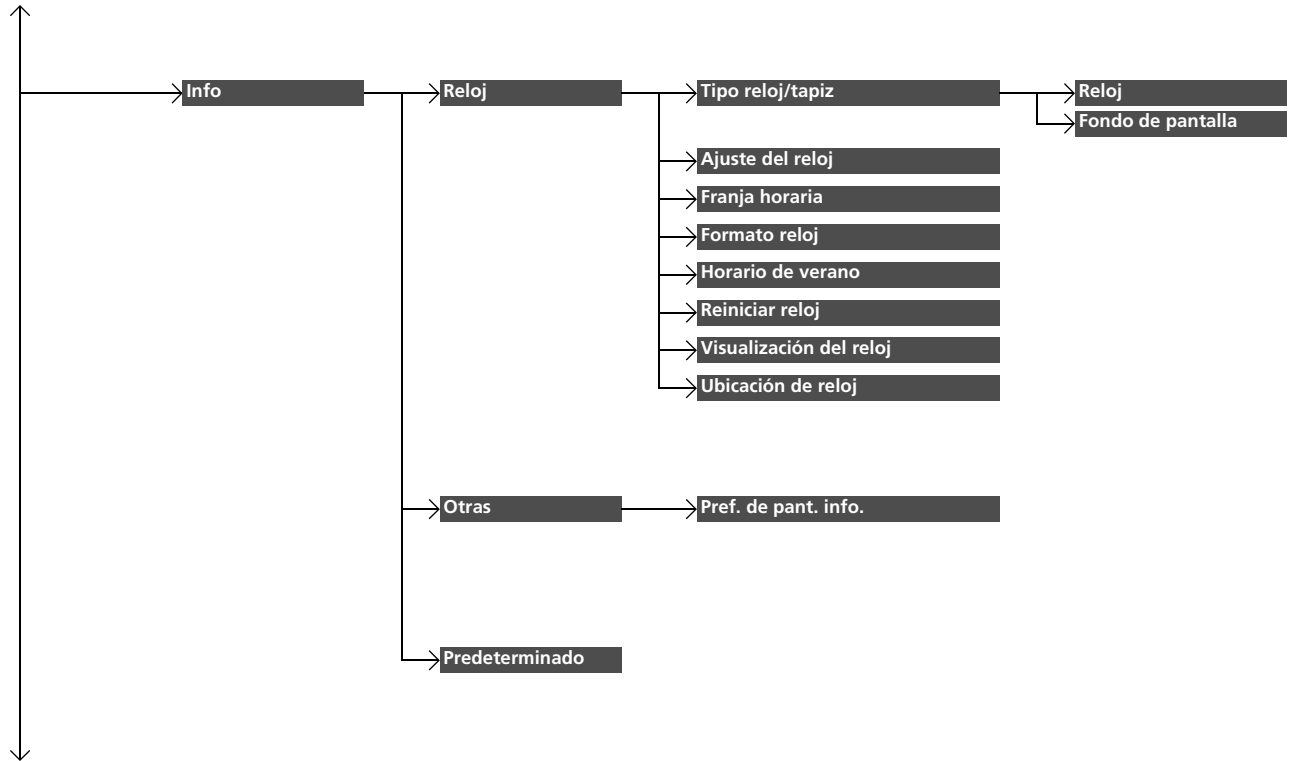 Info
Reloj
Tipo reloj/tapiz
Reloj
Fondo de pantalla
Ajuste del reloj
Franja horaria
Formato reloj
Horario de verano
Reiniciar reloj
Visualización del reloj
Ubicación de reloj
Otras
Pref. de pant. info.
Predeterminado